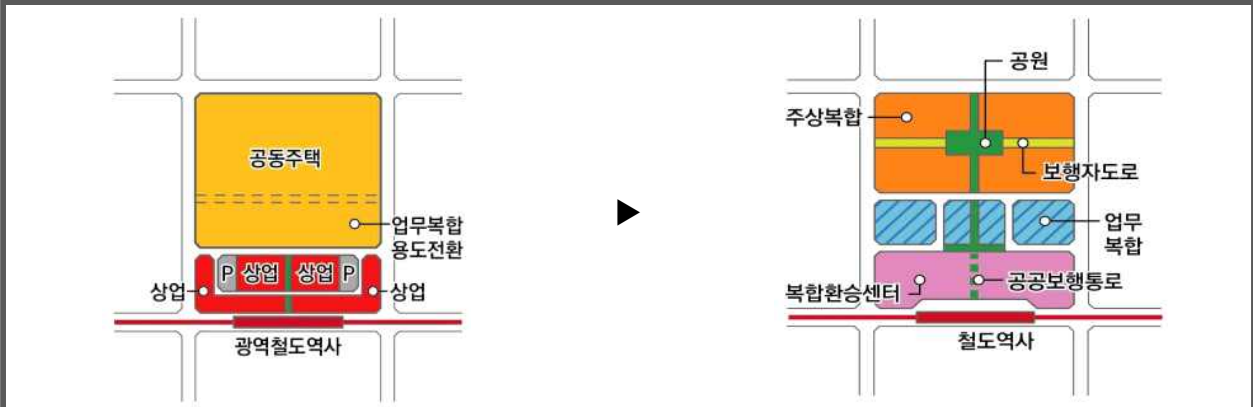 공동주택
업무복합
용도전환
P 상업 상업 P
상업
상업
광역철도역사
▶
공원
주상복합
보행자도로
업무
복합
복합환승센터
공공보행통로
철도역사